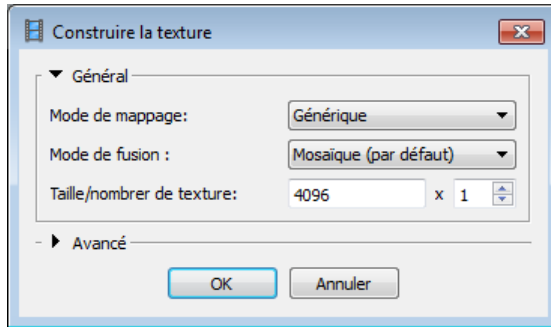 Construire la texture
Général
Mode de mappage: Générique
Mode de fusion : Mosaïque (par défaut)
Taille/nombrer de texture: 4096 x 1
Avancé
OK Annuler